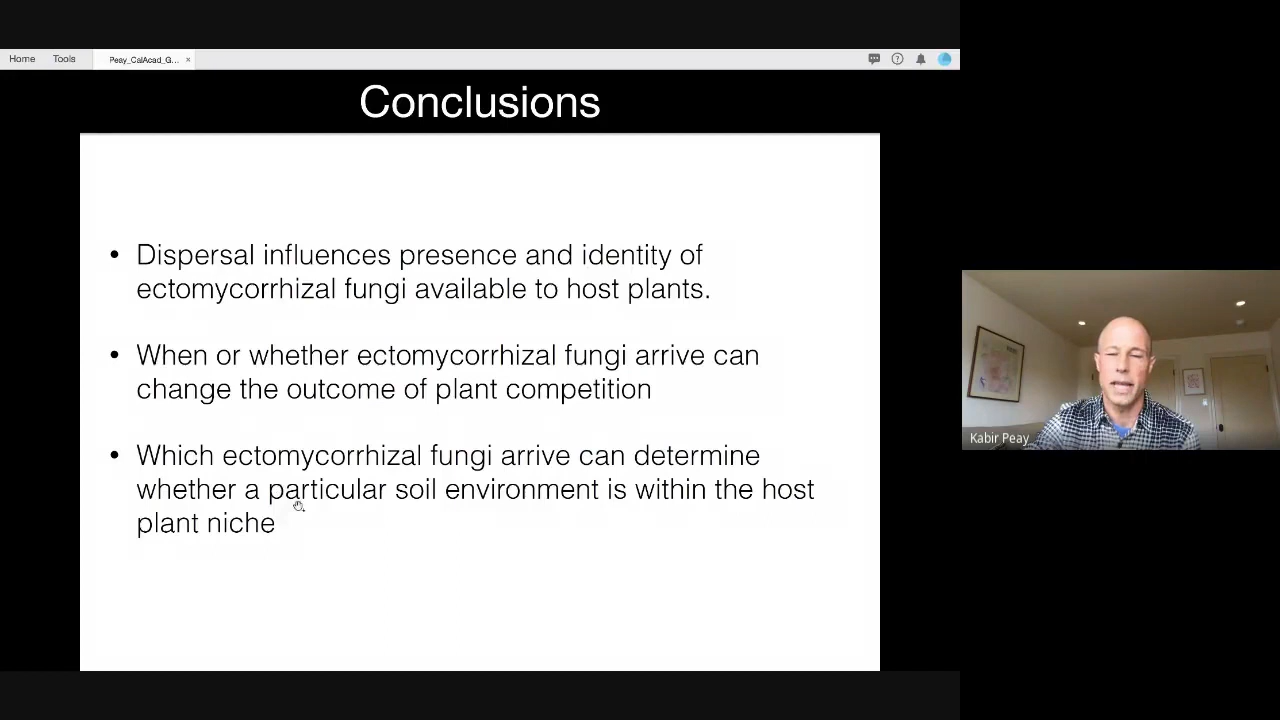 Home Tools Peay_CalAcad_G... ×
Conclusions
• Dispersal influences presence and identity of
ectomycorrhizal fungi available to host plants.
• When or whether ectomycorrhizal fungi arrive can
change the outcome of plant competition
• Which ectomycorrhizal fungi arrive can determine
whether a particular soil environment is within the host
plant niche
Kabir Peay